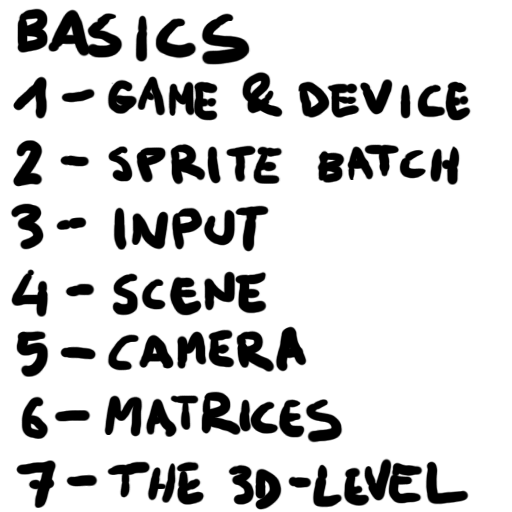 BASICS
1 - GAME & DEVICE
2 - SPRITE BATCH
3 - INPUT
4 - SCENE
5 - CAMERA
6 - MATRICES
7 - THE 3D-LEVEL